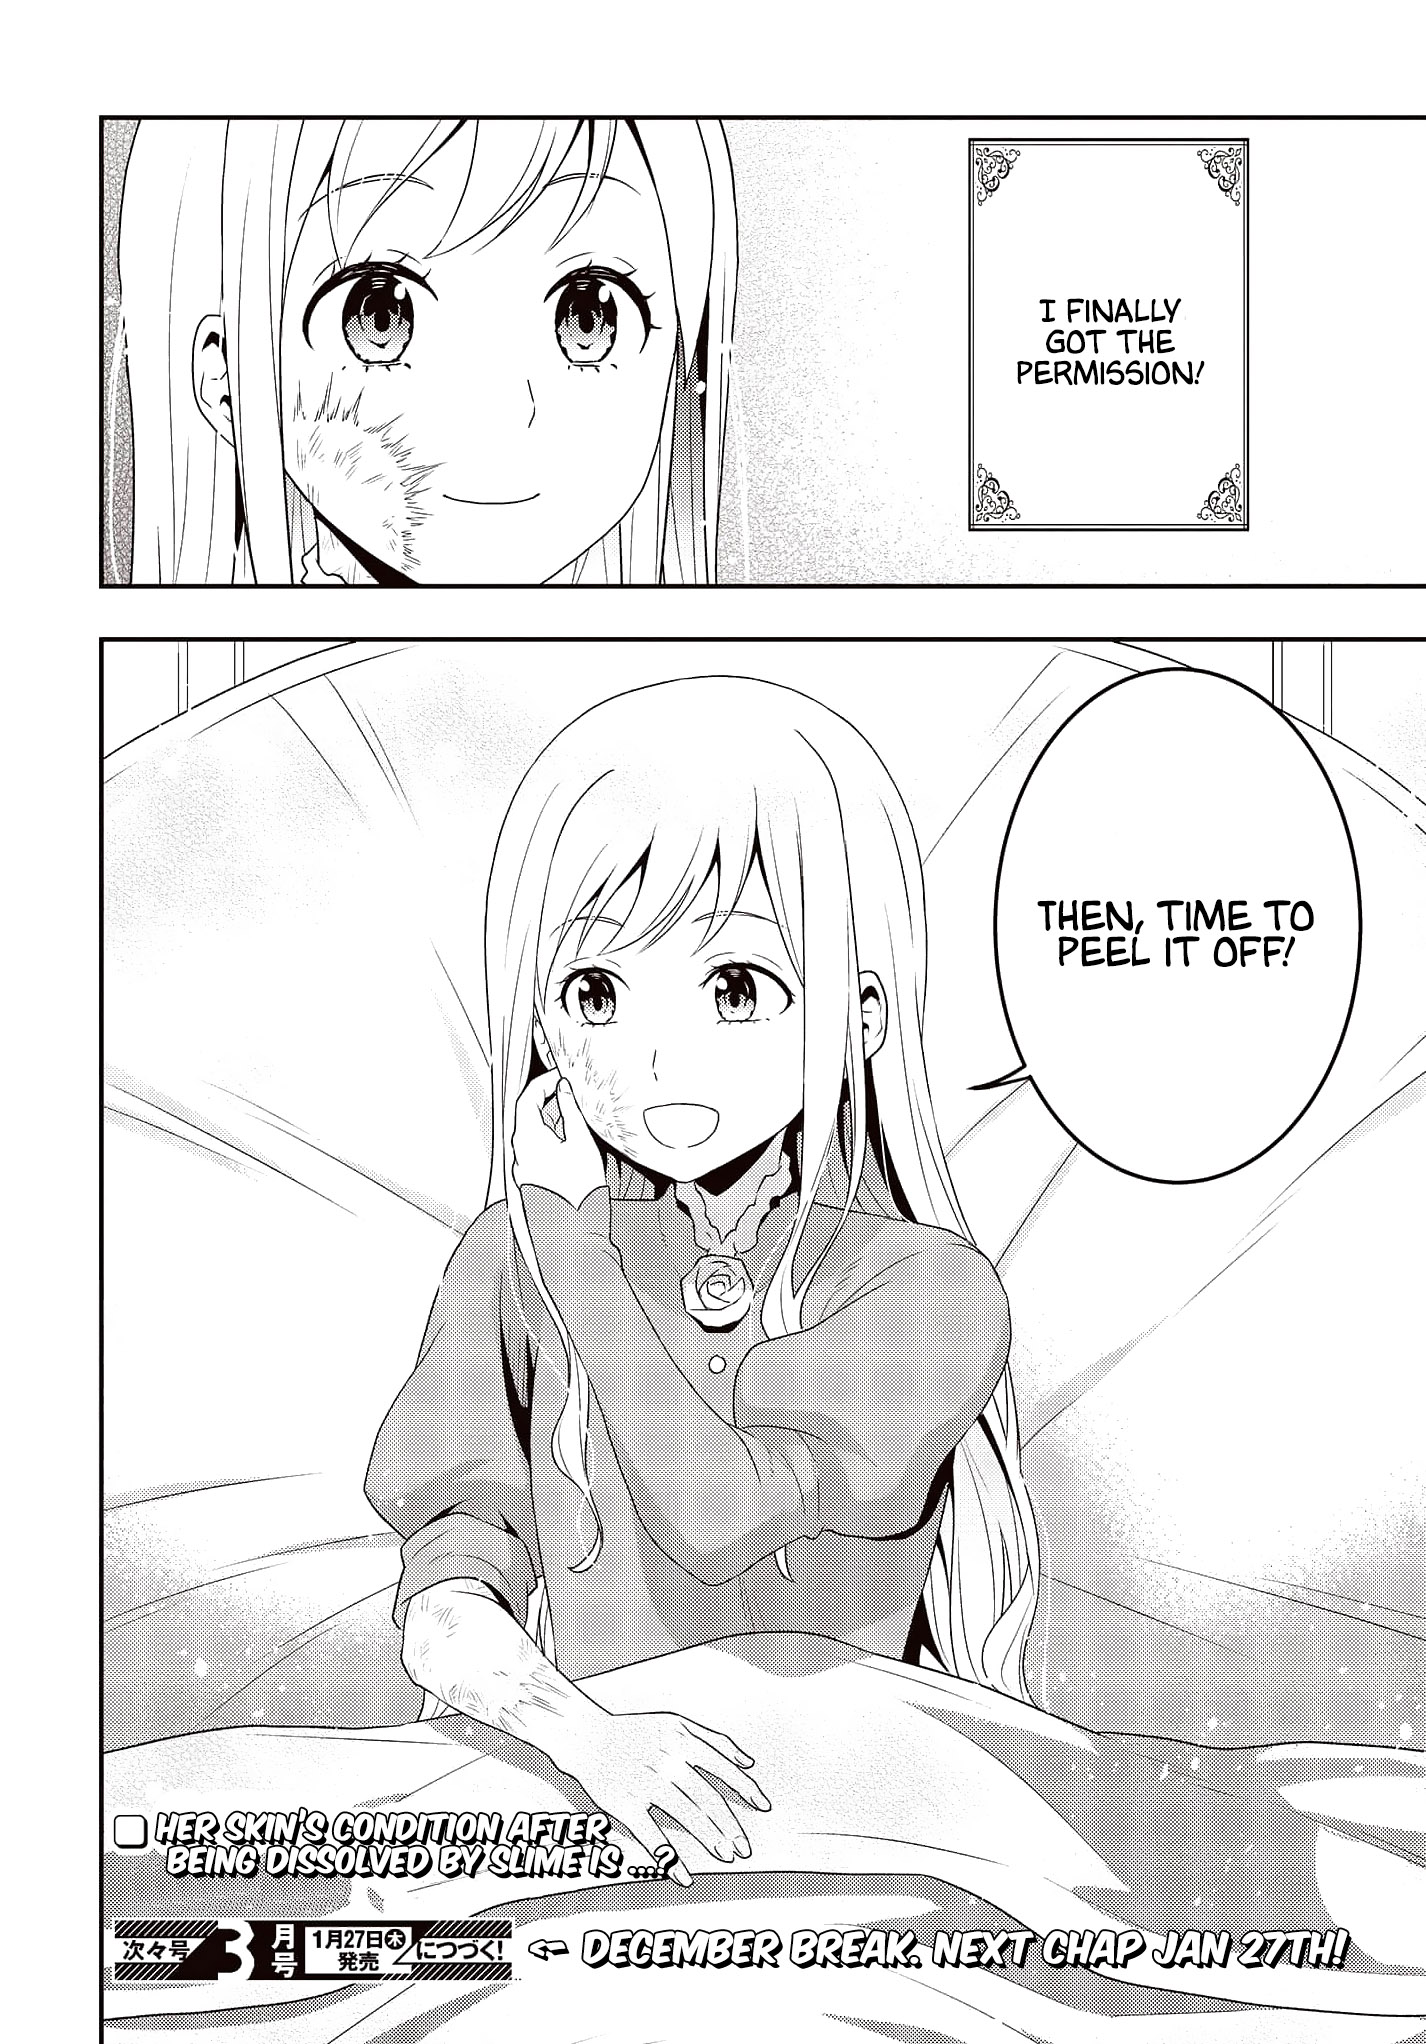 I FINALLY
GOT THE
PERMISSION!
THEN, TIME TO
PEEL IT OFF!
HER SKIN'S CONDITION AFTER
BEING DISSOLVED BY SLIME IS ....?
次々号 3月号 1月27日㊍発売 につづく! ⇦ DECEMBER BREAK. NEXT CHAP JAN 27TH!